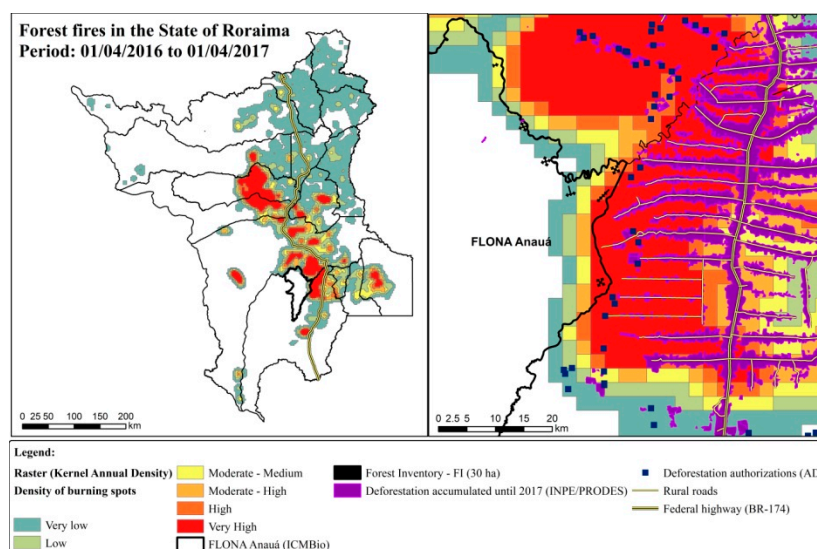 Forest fires in the State of Roraima
Period: 01/04/2016 to 01/04/2017
0 25 50 100 150 200
km
FLONA Anauá
0 2.5 5 10 15 20
km
Legend:
Raster (Kernel Annual Density)
Density of burning spots
Very low
Low
Moderate - Medium
Moderate - High
High
Very High
FLONA Anauá (ICMBio)
Forest Inventory - FI (30 ha)
Deforestation accumulated until 2017 (INPE/PRODES)
Deforestation authorizations (AD
Rural roads
Federal highway (BR-174)